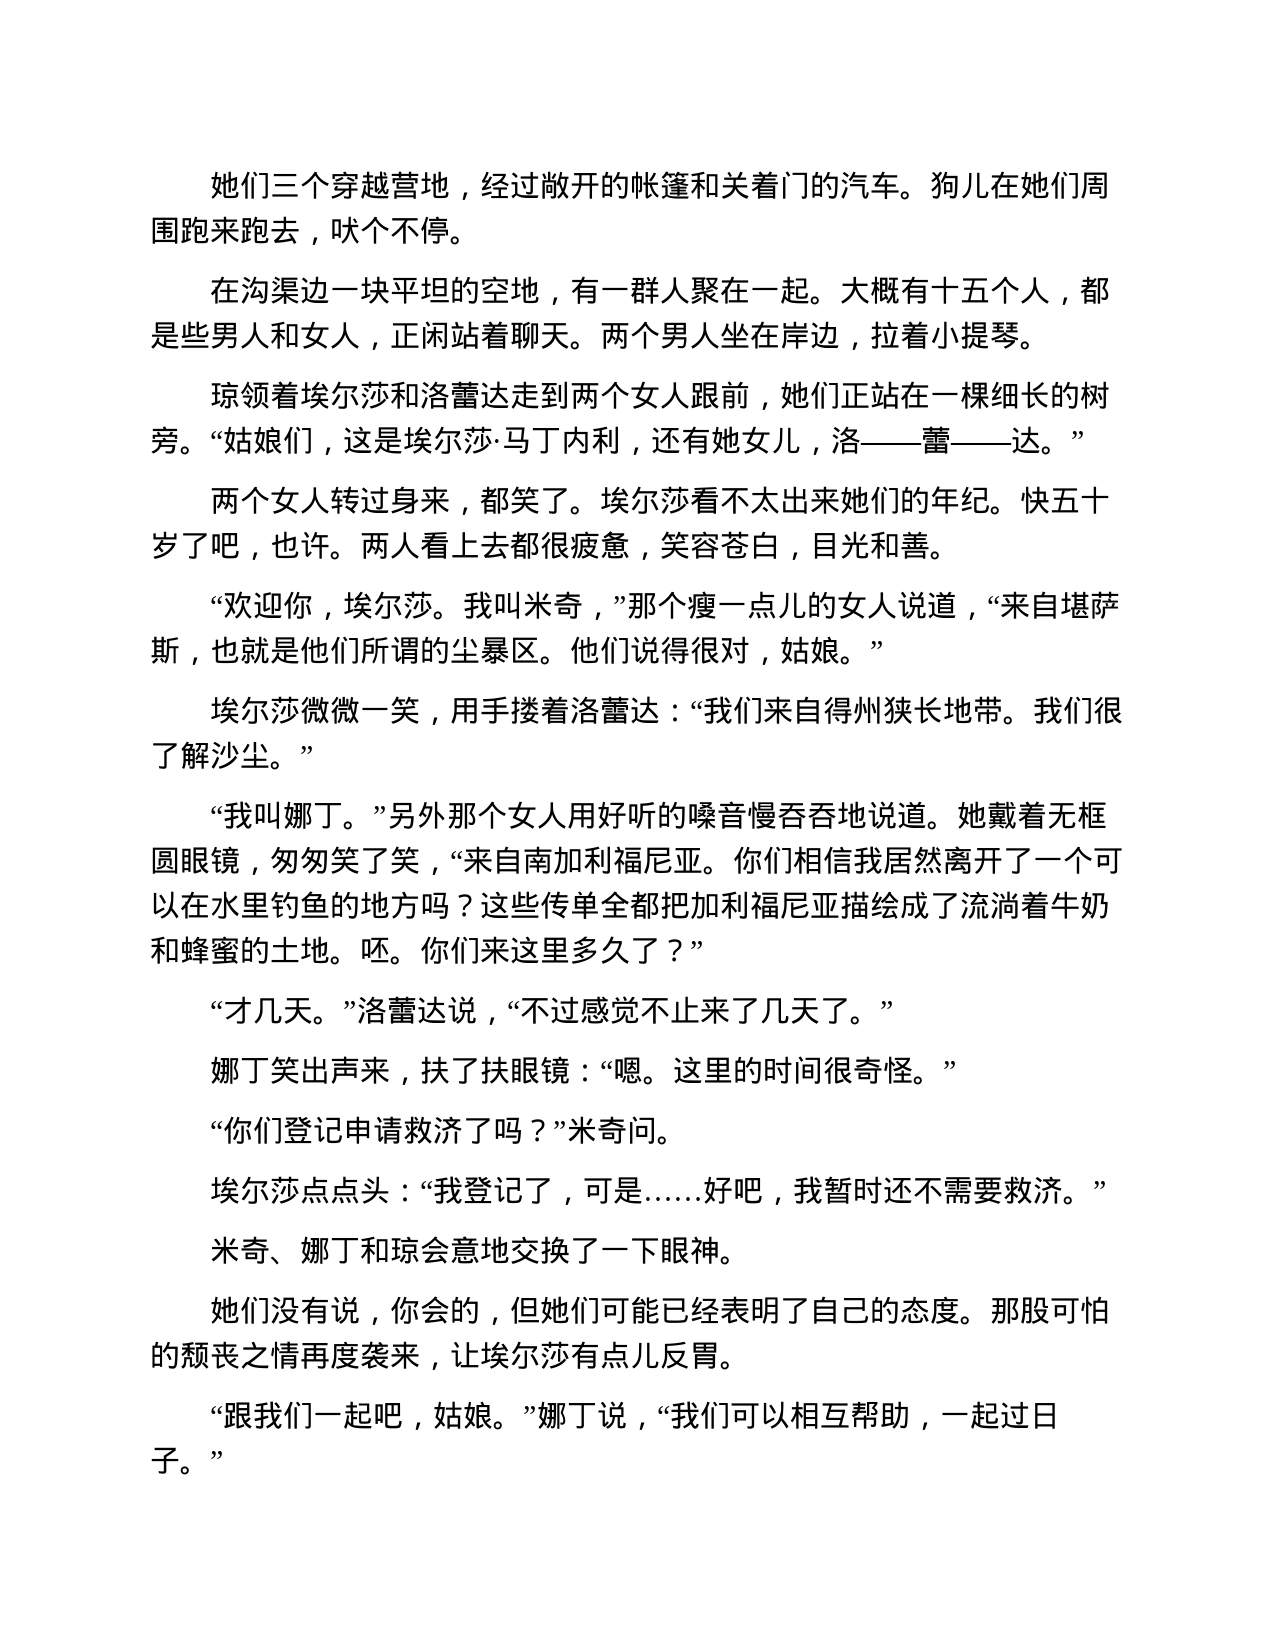 她们三个穿越营地，经过敞开的帐篷和关着门的汽车。狗儿在她们周
围跑来跑去，吠个不停。
在沟渠边一块平坦的空地，有一群人聚在一起。大概有十五个人，都
是些男人和女人，正闲站着聊天。两个男人坐在岸边，拉着小提琴。
琼领着埃尔莎和洛蕾达走到两个女人跟前，她们正站在一棵细长的树
旁。“姑娘们，这是埃尔莎·马丁内利，还有她女儿，洛——蕾——达。”
两个女人转过身来，都笑了。埃尔莎看不太出来她们的年纪。快五十
岁了吧，也许。两人看上去都很疲惫，笑容苍白，目光和善。
“欢迎你，埃尔莎。我叫米奇，”那个瘦一点儿的女人说道，“来自堪萨
斯，也就是他们所谓的尘暴区。他们说得很对，姑娘。”
埃尔莎微微一笑，用手搂着洛蕾达：“我们来自得州狭长地带。我们很
了解沙尘。”
“我叫娜丁。”另外那个女人用好听的嗓音慢吞吞地说道。她戴着无框
圆眼镜，匆匆笑了笑，“来自南加利福尼亚。你们相信我居然离开了一个可
以在水里钓鱼的地方吗？这些传单全都把加利福尼亚描绘成了流淌着牛奶
和蜂蜜的土地。呸。你们来这里多久了？”
“才几天。”洛蕾达说，“不过感觉不止来了几天了。”
娜丁笑出声来，扶了扶眼镜：“嗯。这里的时间很奇怪。”
“你们登记申请救济了吗？”米奇问。
埃尔莎点点头：“我登记了，可是……好吧，我暂时还不需要救济。”
米奇、娜丁和琼会意地交换了一下眼神。
她们没有说，你会的，但她们可能已经表明了自己的态度。那股可怕
的颓丧之情再度袭来，让埃尔莎有点儿反胃。
“跟我们一起吧，姑娘。”娜丁说，“我们可以相互帮助，一起过日
子。”